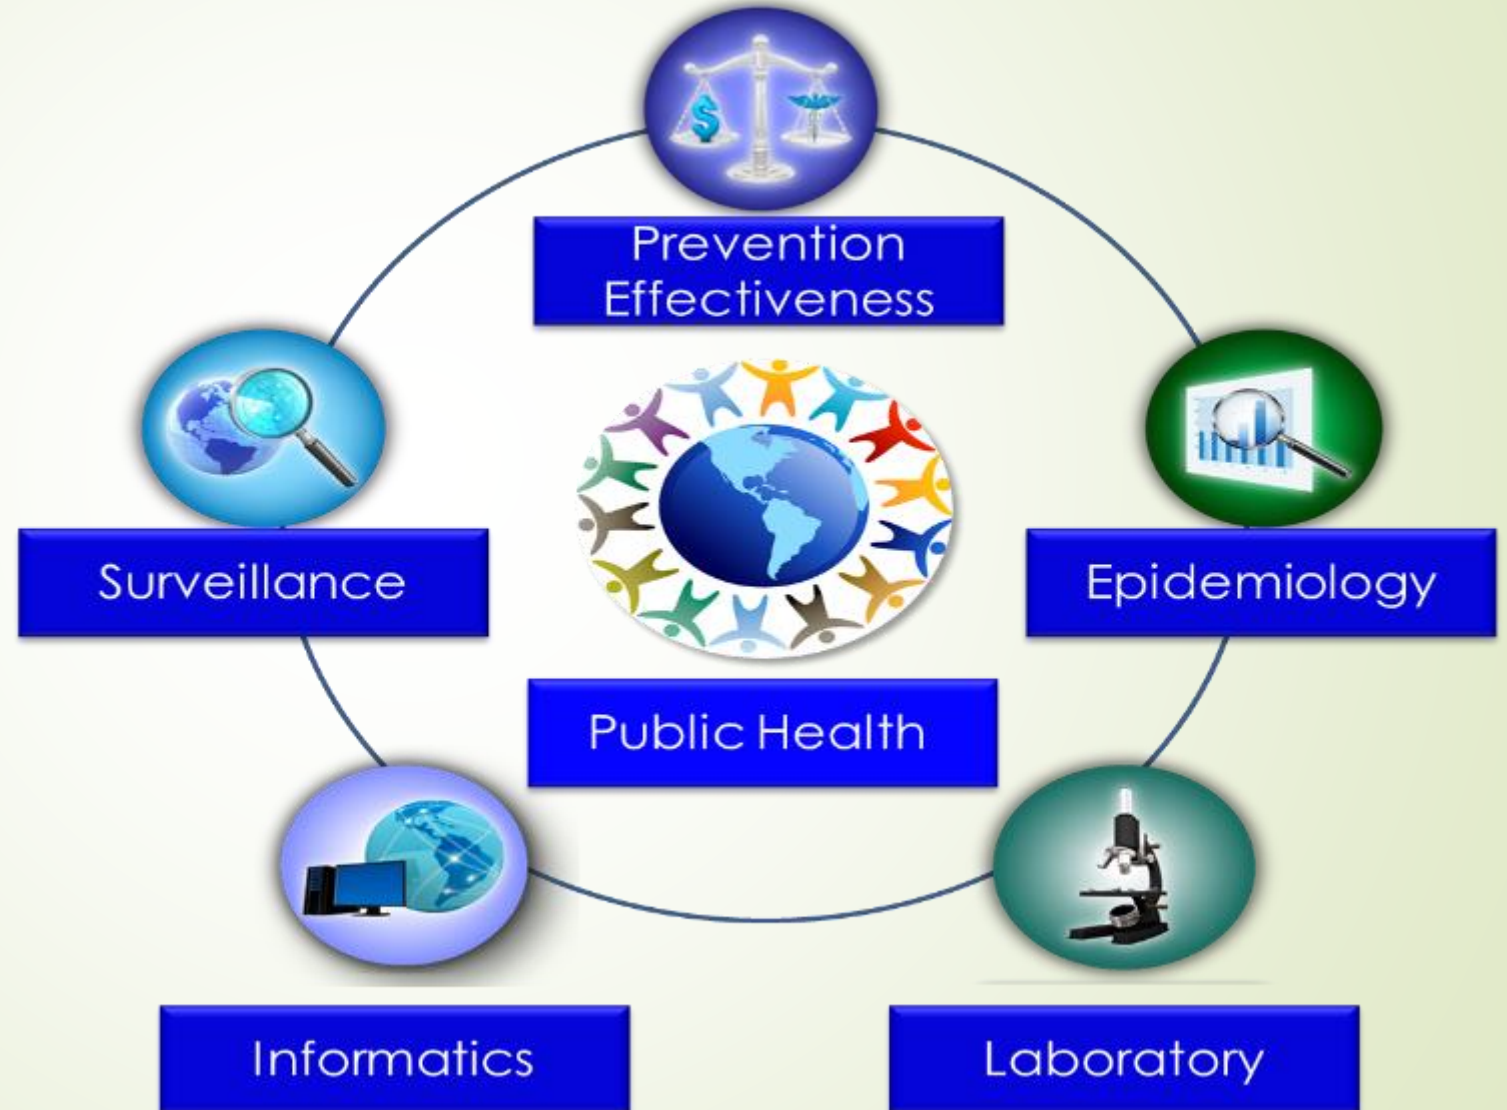 Prevention
Effectiveness
Surveillance
Epidemiology
Public Health
Informatics
Laboratory